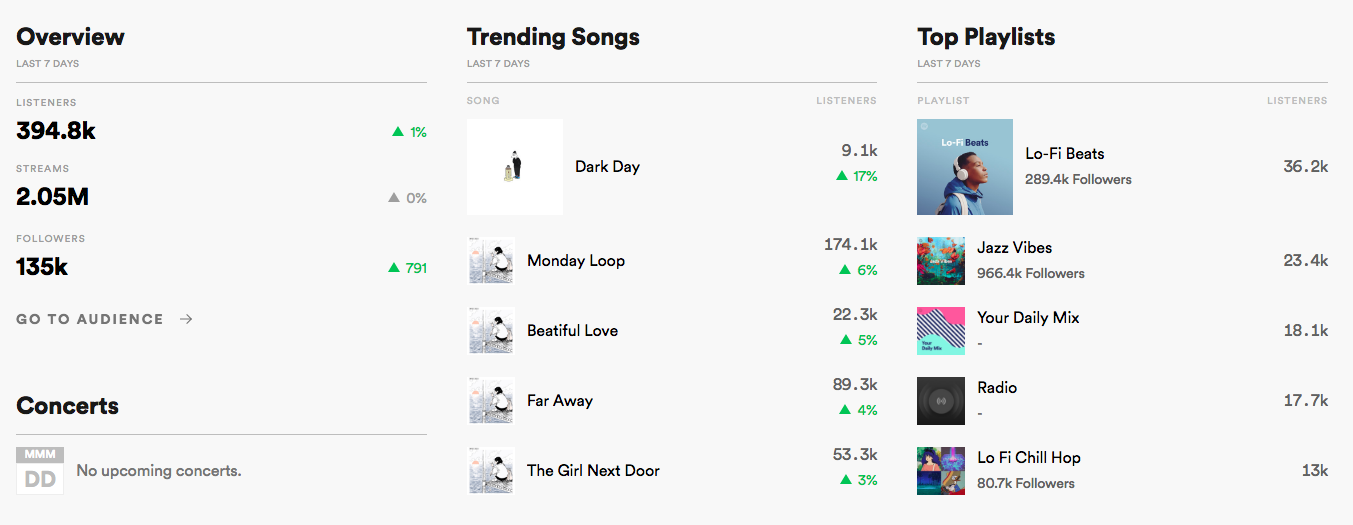 Overview
LAST 7 DAYS
LISTENERS
394.8k
▲ 1%
STREAMS
2.05M
▲ 0%
FOLLOWERS
135k
▲ 791
GO TO AUDIENCE →
Concerts
MMM
DD
No upcoming concerts.
Trending Songs
LAST 7 DAYS
SONG LISTENERS
Dark Day
9.1k
▲ 17%
Monday Loop
174.1k
▲ 6%
Beatiful Love
22.3k
▲ 5%
Far Away
89.3k
▲ 4%
The Girl Next Door
53.3k
▲ 3%
Top Playlists
LAST 7 DAYS
PLAYLIST LISTENERS
Lo-Fi Beats
Lo-Fi Beats
289.4k Followers
36.2k
Jazz Vibes
Jazz Vibes
966.4k Followers
23.4k
Your
Daily Mix
Your Daily Mix
-
18.1k
Radio
-
17.7k
Lo Fi Chill Hop
80.7k Followers
13k